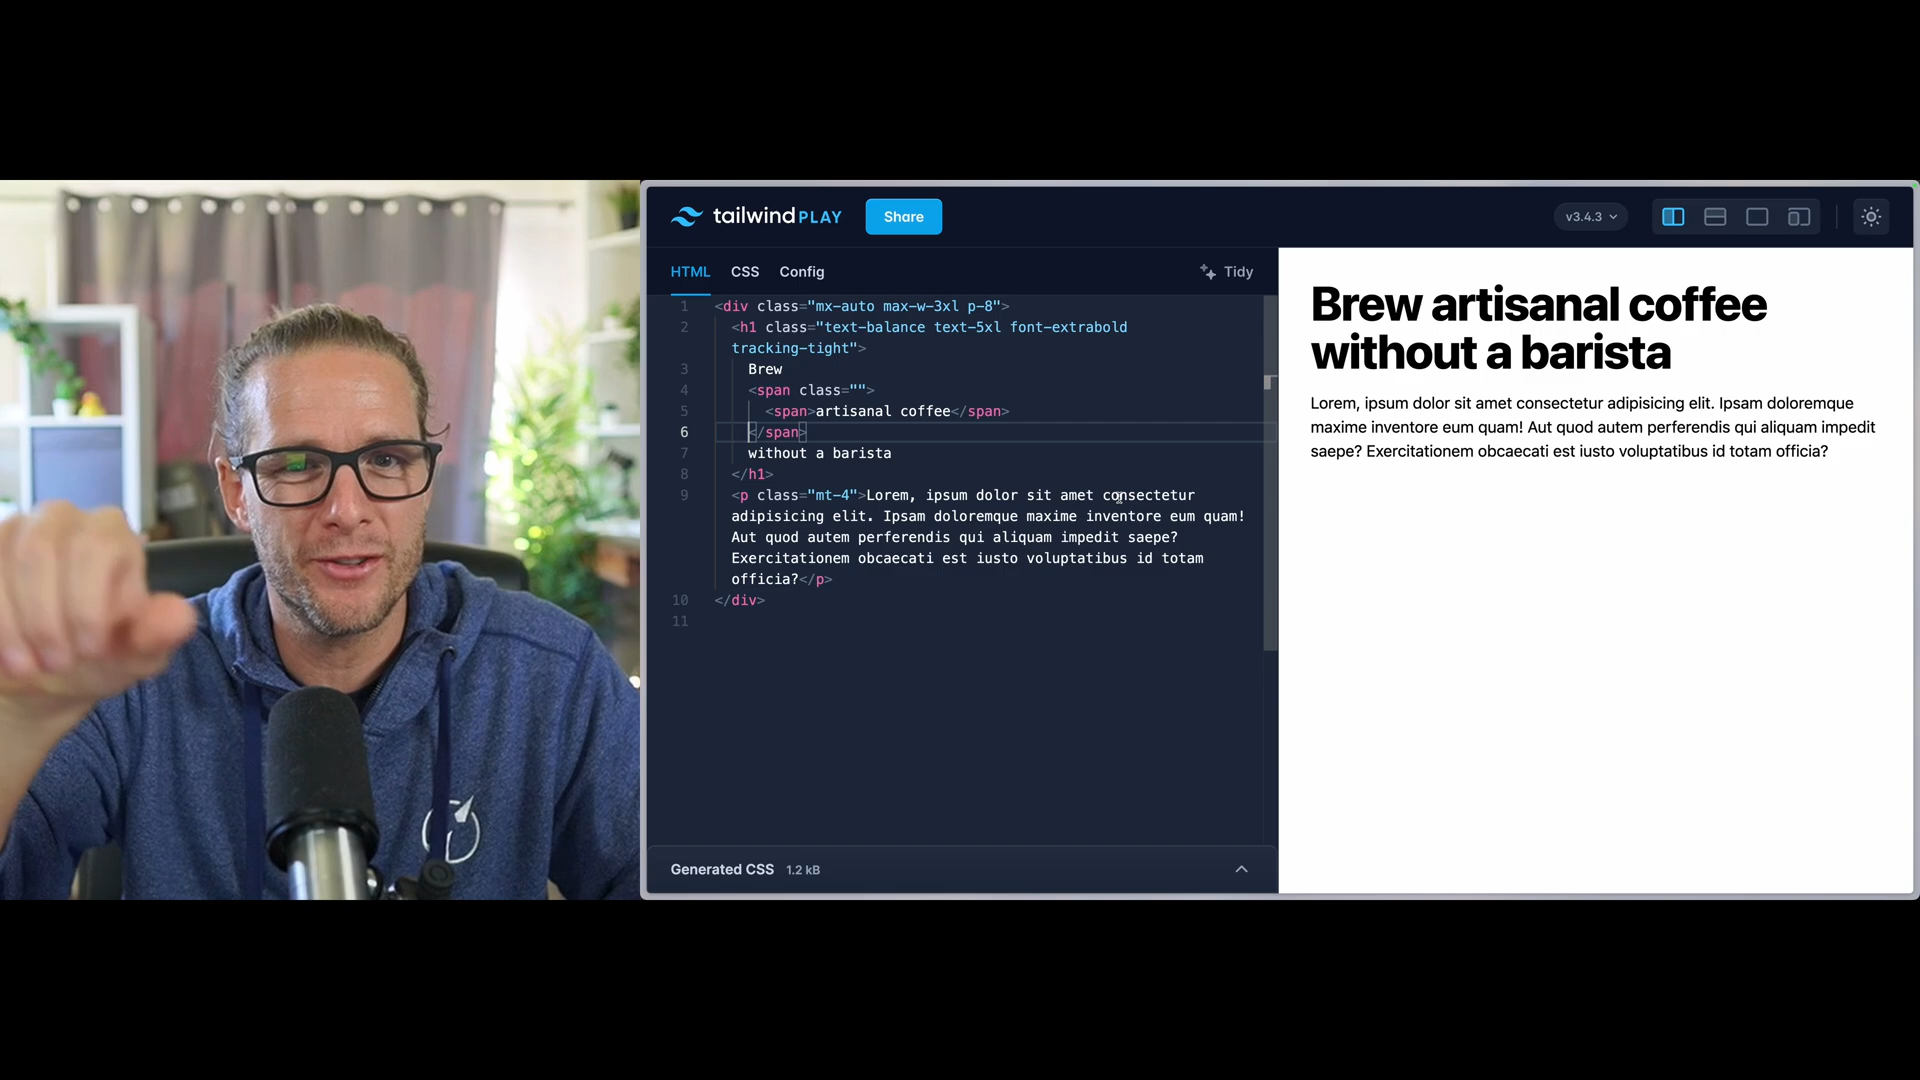 tailwind PLAY
Share
v3.4.3
HTML
CSS
Config
Tidy
1 <div class="mx-auto max-w-3xl p-8">
2 <h1 class="text-balance text-5xl font-extrabold
tracking-tight">
3 Brew
4 <span class="">
5 <span>artisanal coffee</span>
6 </span>
7 without a barista
8 </h1>
9 <p class="mt-4">Lorem, ipsum dolor sit amet consectetur
adipisicing elit. Ipsam doloremque maxime inventore eum quam!
Aut quod autem perferendis qui aliquam impedit saepe?
Exercitationem obcaecati est iusto voluptatibus id totam
officia?</p>
10 </div>
11
Generated CSS 1.2 kB
Brew artisanal coffee
without a barista
Lorem, ipsum dolor sit amet consectetur adipisicing elit. Ipsam doloremque
maxime inventore eum quam! Aut quod autem perferendis qui aliquam impedit
saepe? Exercitationem obcaecati est iusto voluptatibus id totam officia?